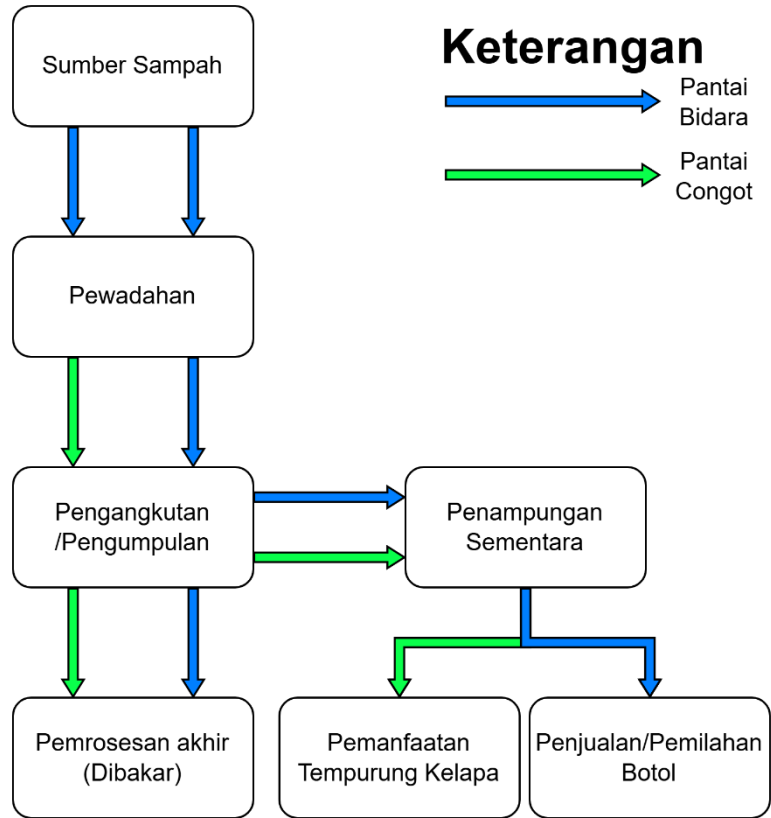 Sumber Sampah
Keterangan
Pantai
Bidara
Pantai
Congot
Pewadahan
Pengangkutan
/Pengumpulan
Penampungan
Sementara
Pemrosesan akhir
(Dibakar)
Pemanfaatan
Tempurung Kelapa
Penjualan/Pemilahan
Botol